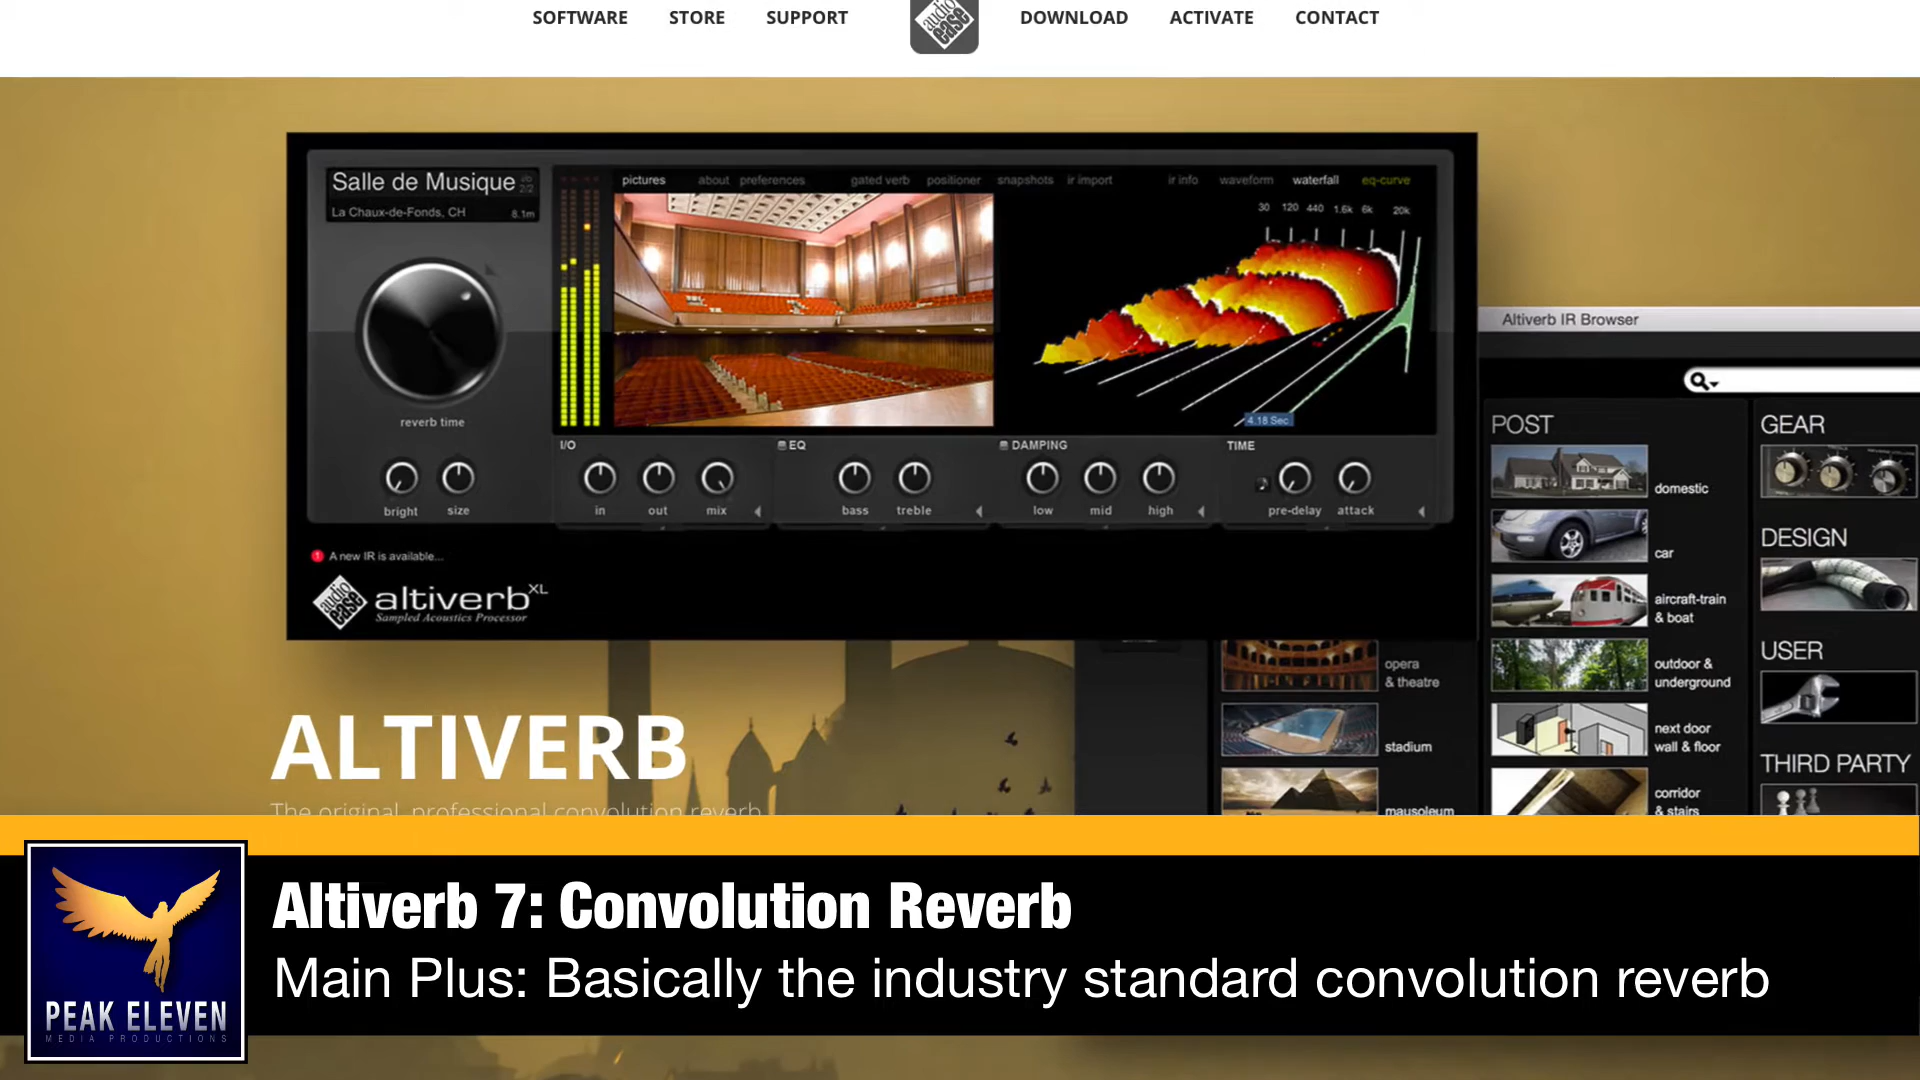 SOFTWARE STORE SUPPORT audio ease DOWNLOAD ACTIVATE CONTACT
Salle de Musique
La Chaux-de-Fonds, CH 8.1m
pictures about preferences gated verb positioner snapshots ir import ir info waveform waterfall eq-curve
30 120 440 1.6k 6k 20k
4.18 Sec
reverb time
bright size
I/O EQ DAMPING TIME
in out mix bass treble low mid high pre-delay attack
1 A new IR is available...
audio ease altiverb XL
Sampled Acoustics Processor
Altiverb IR Browser
opera
& theatre
stadium
mausoleum
POST
domestic
car
aircraft-train
& boat
outdoor &
underground
next door
wall & floor
corridor
& stairs
GEAR
DESIGN
USER
THIRD PARTY
ALTIVERB
The original, professional convolution reverb
Altiverb 7: Convolution Reverb
Main Plus: Basically the industry standard convolution reverb
PEAK ELEVEN
MEDIA PRODUCTIONS